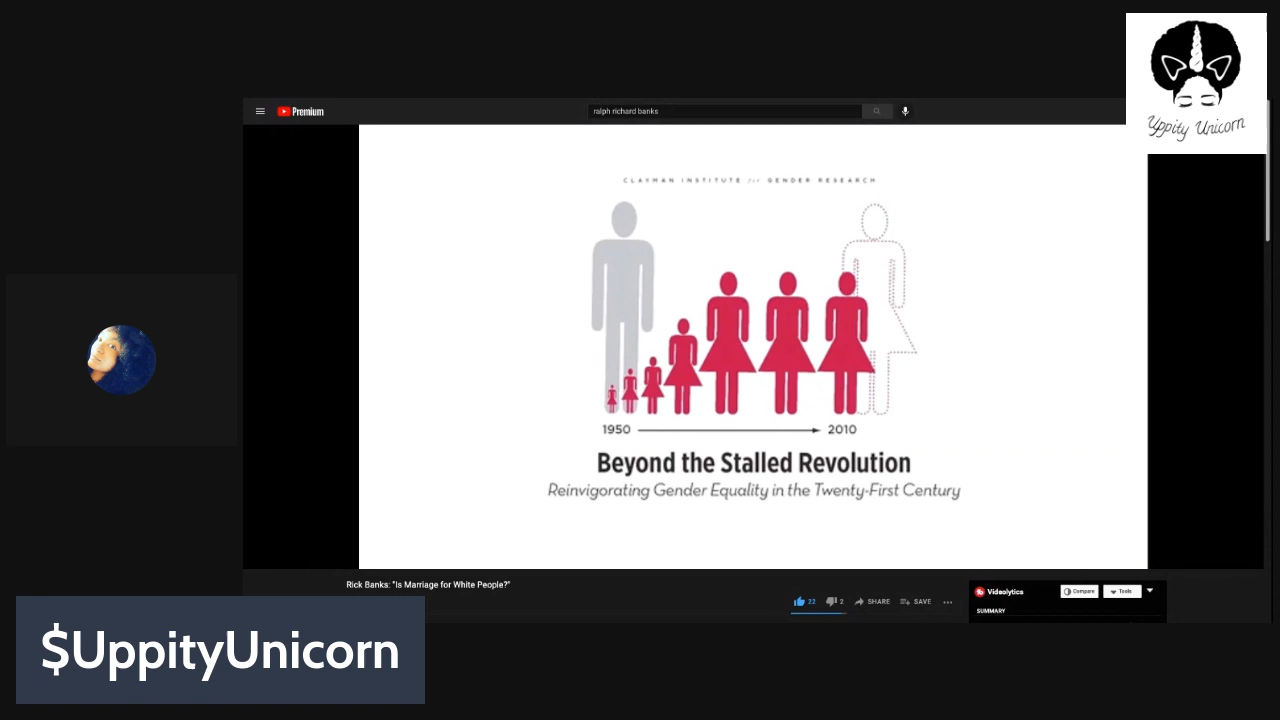 Premium
ralph richard banks
Uppity Unicorn
CLAYMAN INSTITUTE for GENDER RESEARCH
1950
2010
Beyond the Stalled Revolution
Reinvigorating Gender Equality in the Twenty-First Century
Rick Banks: "Is Marriage for White People?"
22
2
SHARE
SAVE
Videolytics
Compare
Tools
SUMMARY
$UppityUnicorn